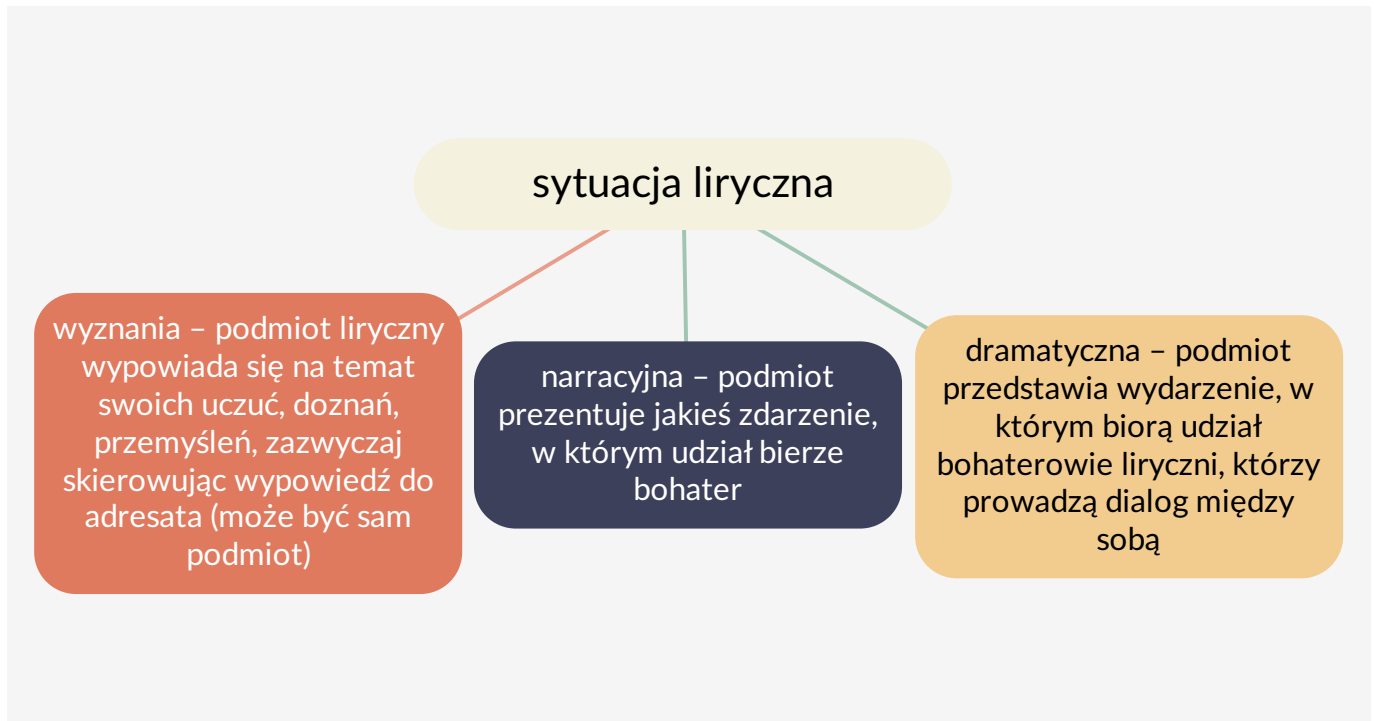 sytuacja liryczna
wyznania – podmiot liryczny
wypowiada się na temat
swoich uczuć, doznań,
przemyśleń, zazwyczaj
skierowując wypowiedź do
adresata (może być sam
podmiot)
narracyjna – podmiot
prezentuje jakieś zdarzenie,
w którym udział bierze
bohater
dramatyczna – podmiot
przedstawia wydarzenie, w
którym biorą udział
bohaterowie liryczni, którzy
prowadzą dialog między
sobą